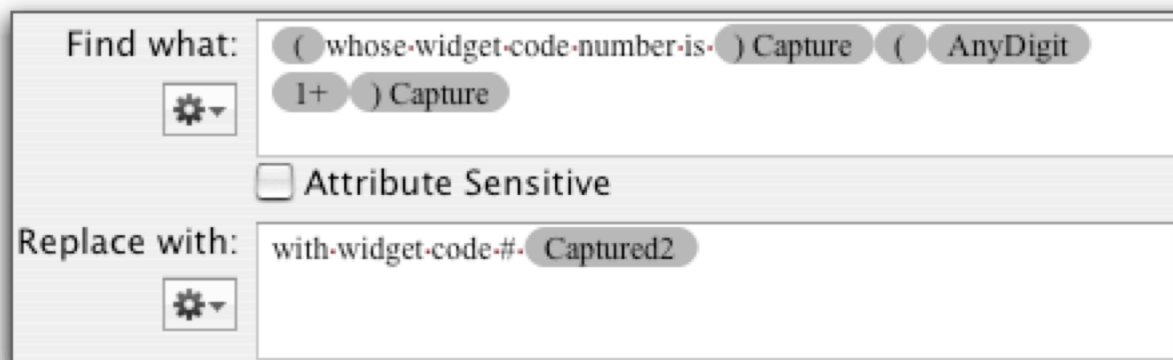 Find what: ( whose·widget·code·number·is· ) Capture ( AnyDigit
1+ ) Capture
Attribute Sensitive
Replace with: with·widget·code·#· Captured2